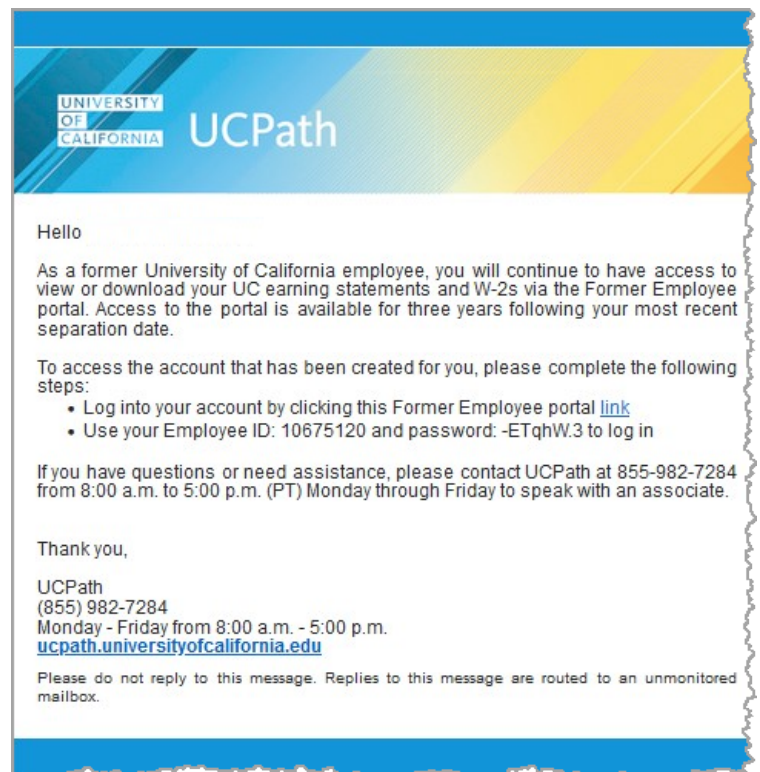 UNIVERSITY
OF
CALIFORNIA
UCPath
Hello
As a former University of California employee, you will continue to have access to
view or download your UC earning statements and W-2s via the Former Employee
portal. Access to the portal is available for three years following your most recent
separation date.
To access the account that has been created for you, please complete the following
steps:
• Log into your account by clicking this Former Employee portal link
• Use your Employee ID: 10675120 and password: -ETqhW.3 to log in
If you have questions or need assistance, please contact UCPath at 855-982-7284
from 8:00 a.m. to 5:00 p.m. (PT) Monday through Friday to speak with an associate.
Thank you,
UCPath
(855) 982-7284
Monday - Friday from 8:00 a.m. - 5:00 p.m.
ucpath.universityofcalifornia.edu
Please do not reply to this message. Replies to this message are routed to an unmonitored
mailbox.